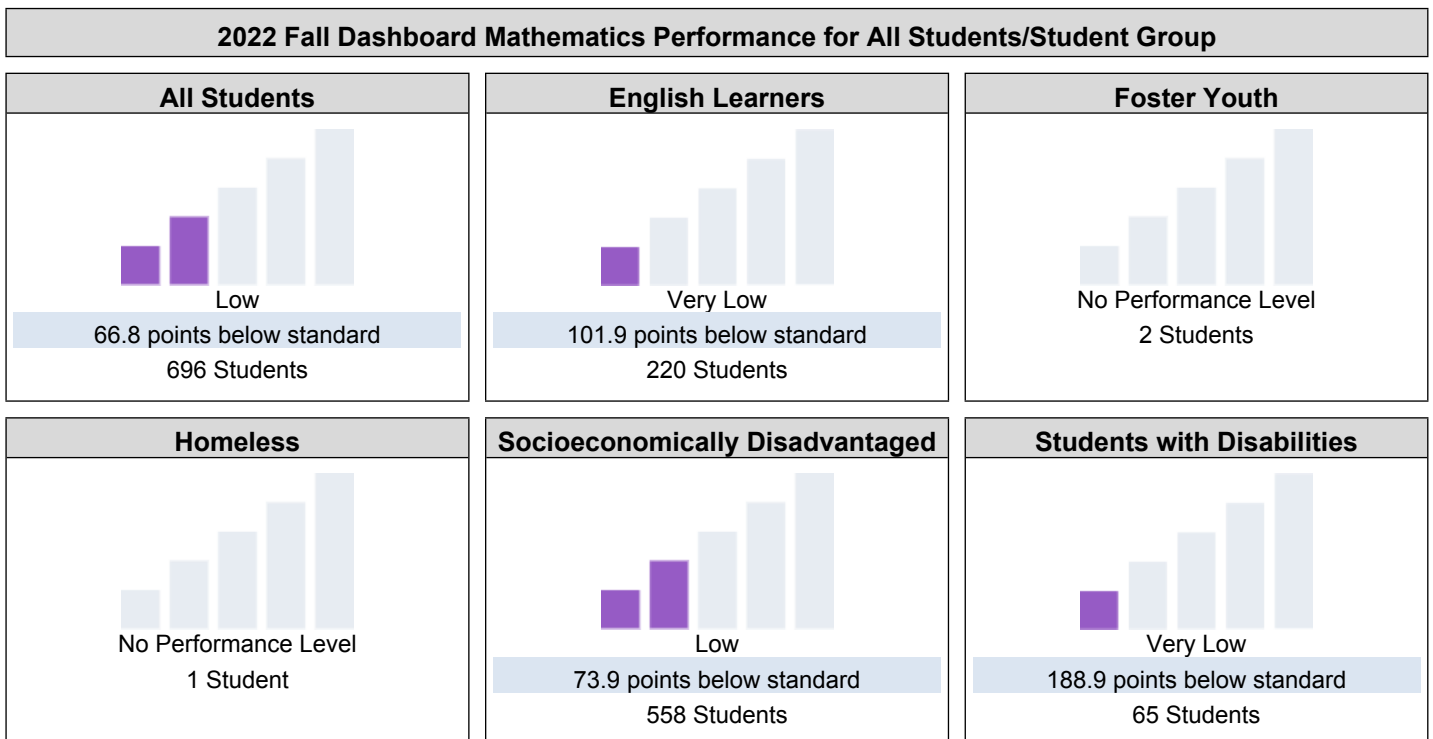 2022 Fall Dashboard Mathematics Performance for All Students/Student Group
All Students
Low
66.8 points below standard
696 Students
English Learners
Very Low
101.9 points below standard
220 Students
Foster Youth
No Performance Level
2 Students
Homeless
No Performance Level
1 Student
Socioeconomically Disadvantaged
Low
73.9 points below standard
558 Students
Students with Disabilities
Very Low
188.9 points below standard
65 Students